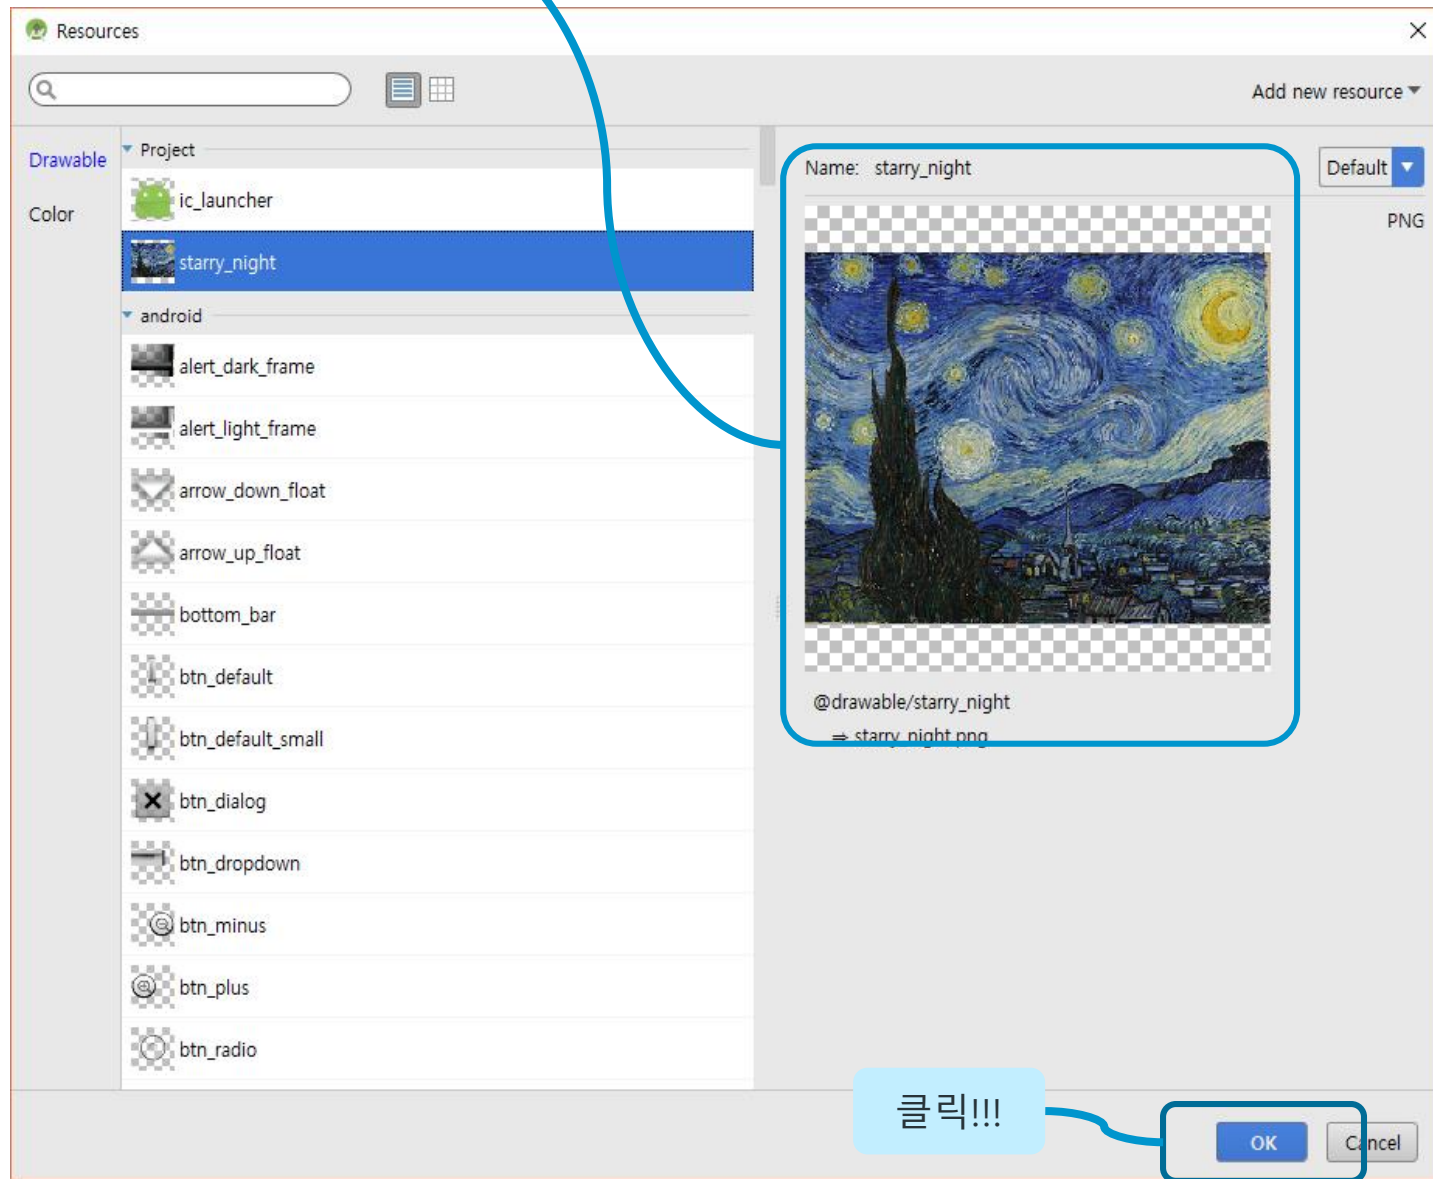 Resources
Add new resource
Drawable
Color
Project
ic_launcher
starry_night
android
alert_dark_frame
alert_light_frame
arrow_down_float
arrow_up_float
bottom_bar
btn_default
btn_default_small
btn_dialog
btn_dropdown
btn_minus
btn_plus
btn_radio
Name: starry_night
Default
PNG
@drawable/starry_night
⇒ starry_night.png
클릭!!!
OK
Cancel